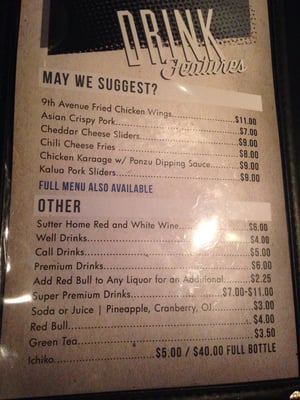 DRINK
Features
MAY WE SUGGEST?
9th Avenue Fried Chicken Wings..............$11.00
Asian Crispy Pork..............$7.00
Cheddar Cheese Sliders..............$9.00
Chili Cheese Fries..............$8.00
Chicken Karaage w/ Ponzu Dipping Sauce..............$9.00
Kalua Pork Sliders..............$9.00
FULL MENU ALSO AVAILABLE
OTHER
Sutter Home Red and White Wine..............$6.00
Well Drinks..............$4.00
Call Drinks..............$5.00
Premium Drinks..............$6.00
Add Red Bull to Any Liquor for an Additional..............$2.25
Super Premium Drinks..............$7.00-$11.00
Soda or Juice | Pineapple, Cranberry, OJ..............$3.00
Red Bull..............$4.00
Green Tea..............$3.50
Ichiko..............$5.00 / $40.00 FULL BOTTLE